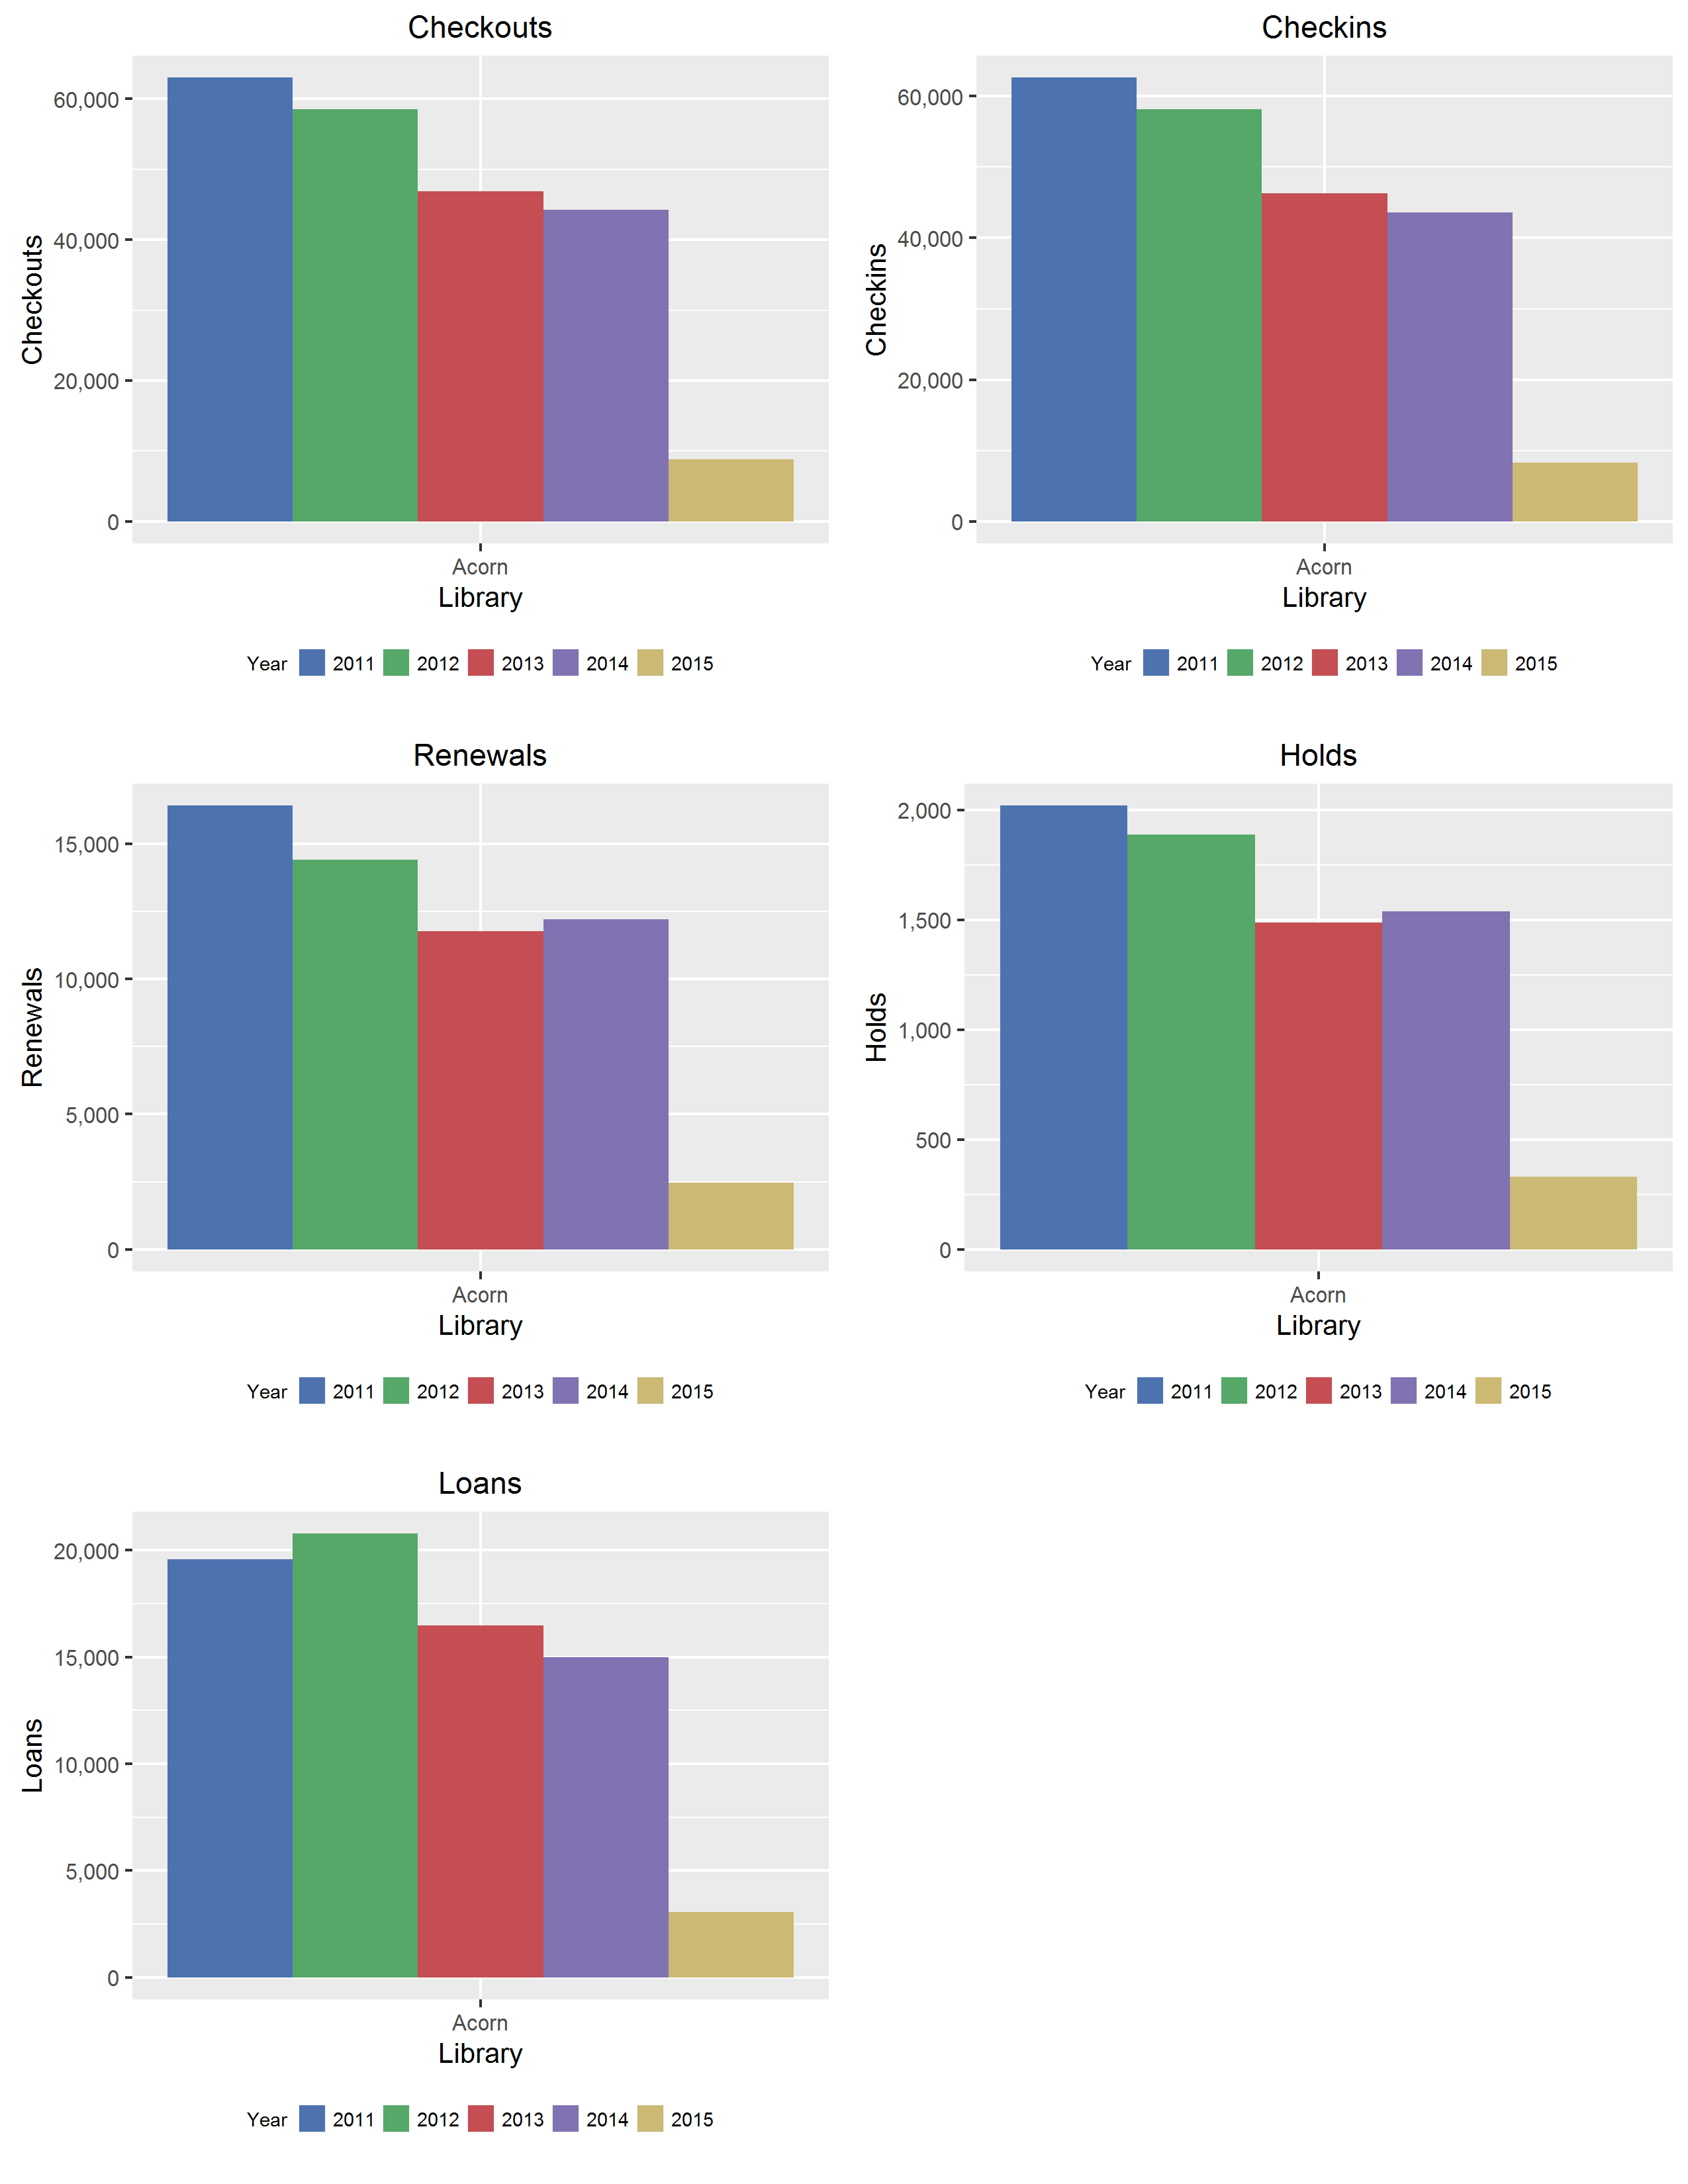 Checkouts
60,000
40,000
20,000
0
Checkouts
Acorn
Library
Year 2011 2012 2013 2014 2015
Checkins
60,000
40,000
20,000
0
Checkins
Acorn
Library
Year 2011 2012 2013 2014 2015
Renewals
15,000
10,000
5,000
0
Renewals
Acorn
Library
Year 2011 2012 2013 2014 2015
Holds
2,000
1,500
1,000
500
0
Holds
Acorn
Library
Year 2011 2012 2013 2014 2015
Loans
20,000
15,000
10,000
5,000
0
Loans
Acorn
Library
Year 2011 2012 2013 2014 2015